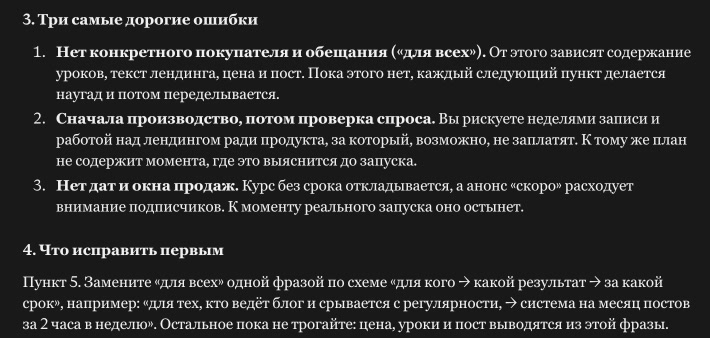 3. Три самые дорогие ошибки
1. Нет конкретного покупателя и обещания («для всех»). От этого зависят содержание
уроков, текст лендинга, цена и пост. Пока этого нет, каждый следующий пункт делается
наугад и потом переделывается.
2. Сначала производство, потом проверка спроса. Вы рискуете неделями записи и
работой над лендингом ради продукта, за который, возможно, не заплатят. К тому же план
не содержит момента, где это выяснится до запуска.
3. Нет дат и окна продаж. Курс без срока откладывается, а анонс «скоро» расходует
внимание подписчиков. К моменту реального запуска оно остынет.
4. Что исправить первым
Пункт 5. Замените «для всех» одной фразой по схеме «для кого → какой результат → за какой
срок», например: «для тех, кто ведёт блог и срывается с регулярности, → система на месяц постов
за 2 часа в неделю». Остальное пока не трогайте: цена, уроки и пост выводятся из этой фразы.